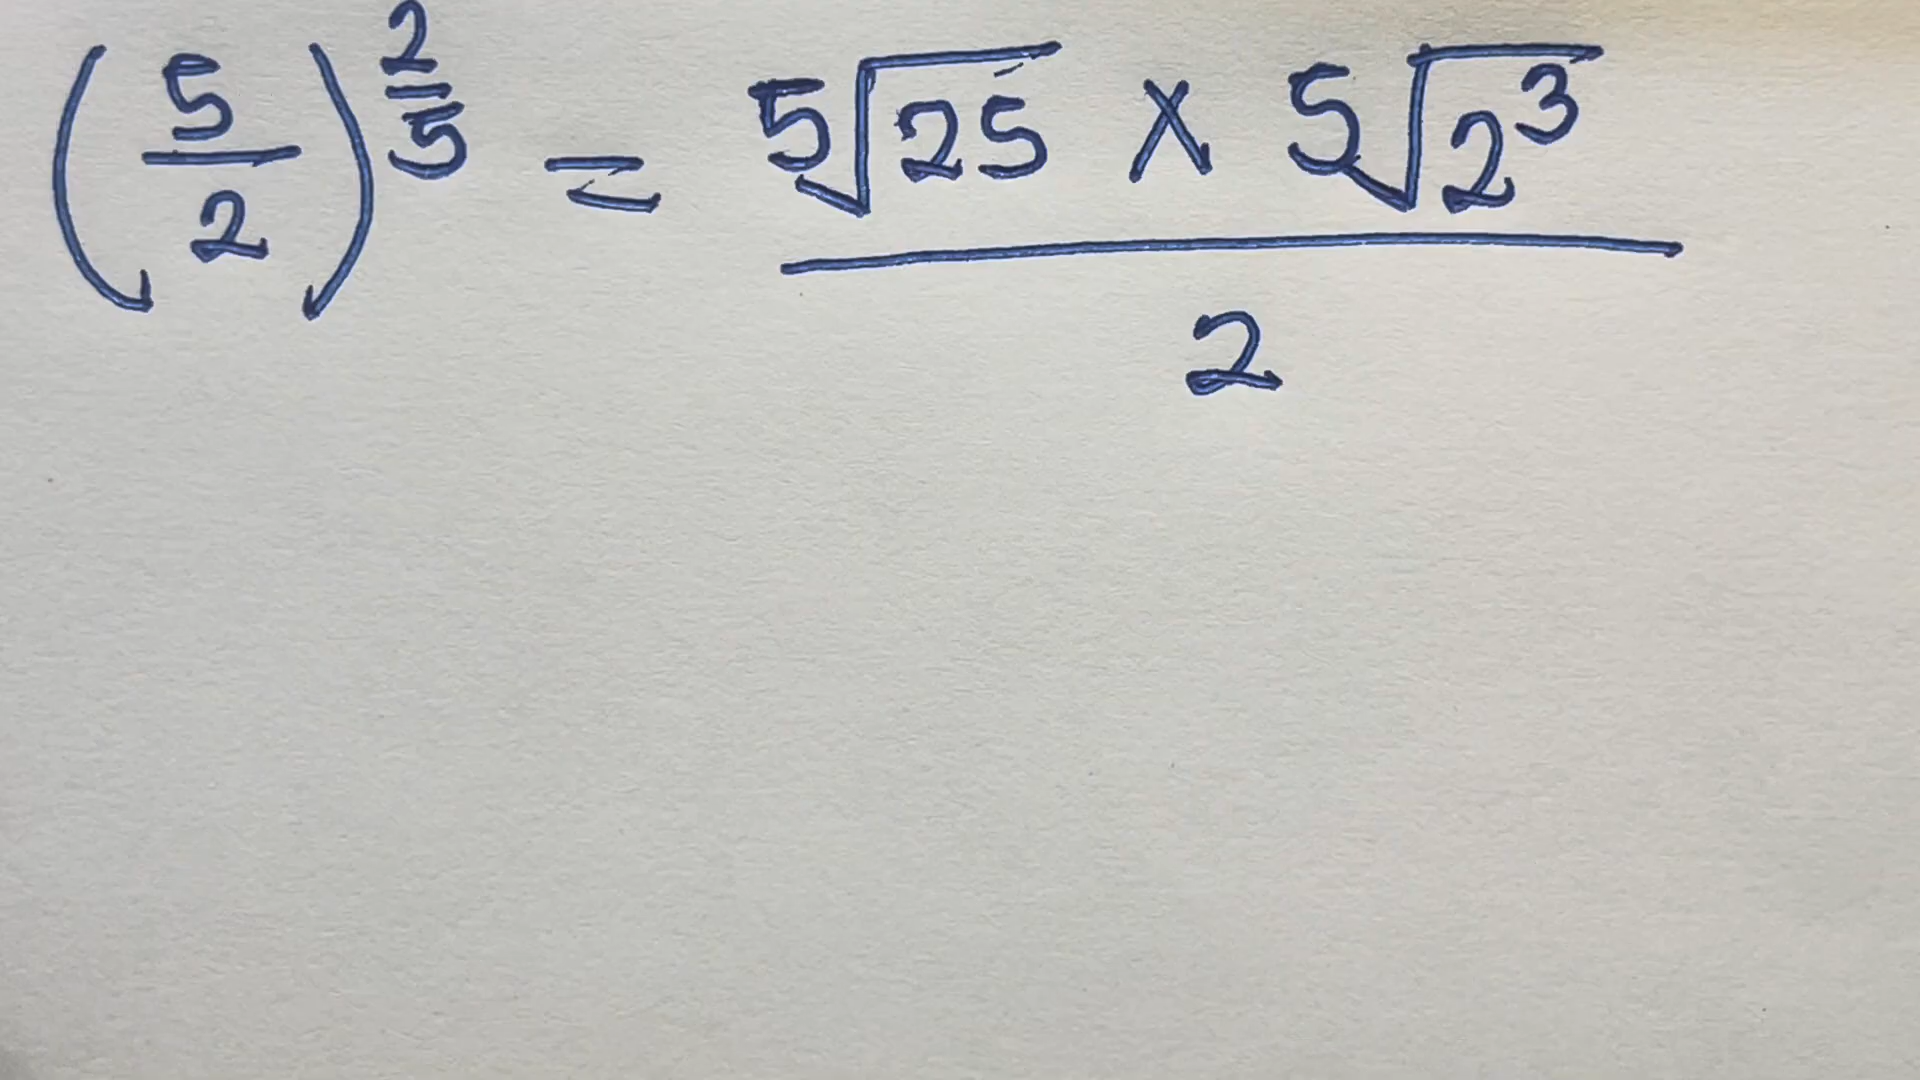 (5/2)^(2/5) = (⁵√25 × ⁵√2³)/2